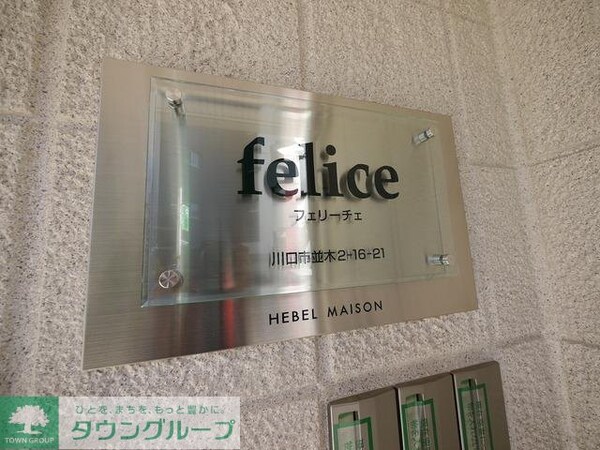 felice
フェリーチェ
川口市並木2-16-21
HEBEL MAISON
ひとを、まちを、もっと豊かに。
タウングループ
TOWN GROUP